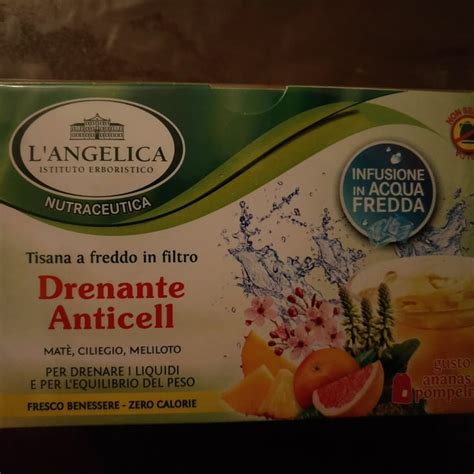 L'ANGELICA
ISTITUTO ERBORISTICO
NUTRACEUTICA
INFUSIONE
IN ACQUA
FREDDA
Tisana a freddo in filtro
Drenante
Anticell
MATÈ, CILIEGIO, MELILOTO
PER DRENARE I LIQUIDI
E PER L'EQUILIBRIO DEL PESO
FRESCO BENESSERE - ZERO CALORIE
gusto
ananas